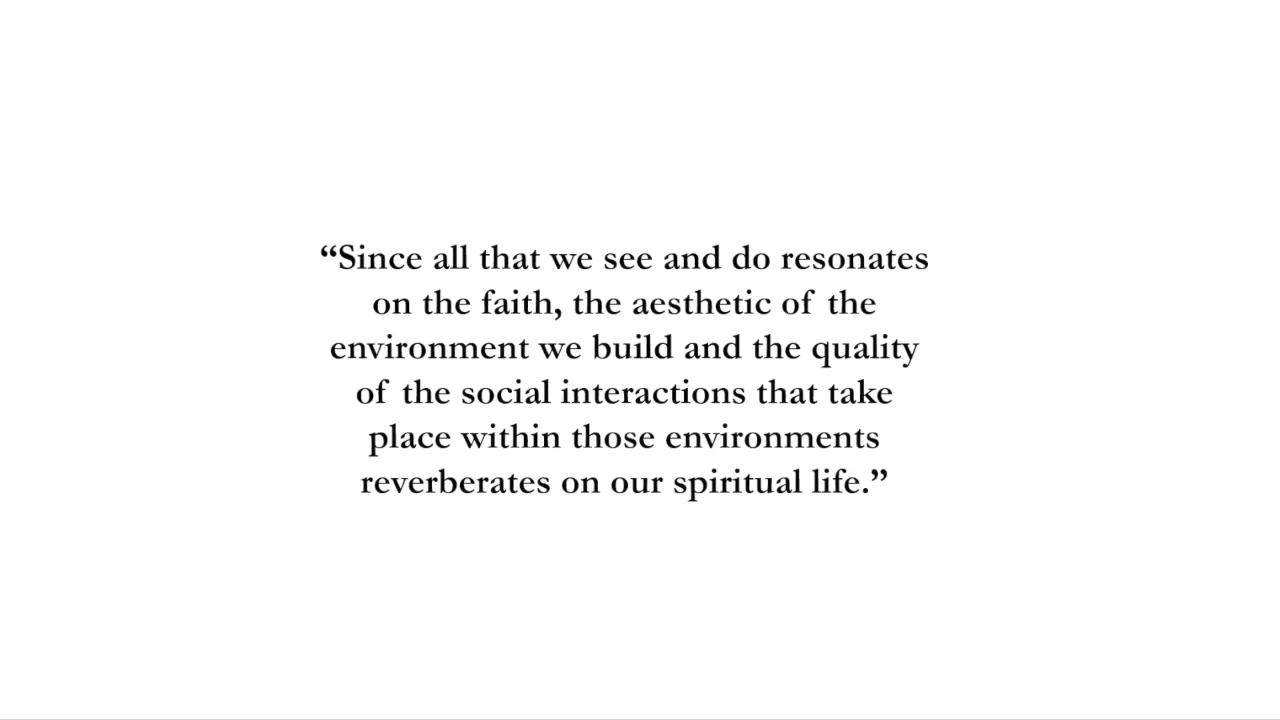 “Since all that we see and do resonates
on the faith, the aesthetic of the
environment we build and the quality
of the social interactions that take
place within those environments
reverberates on our spiritual life.”